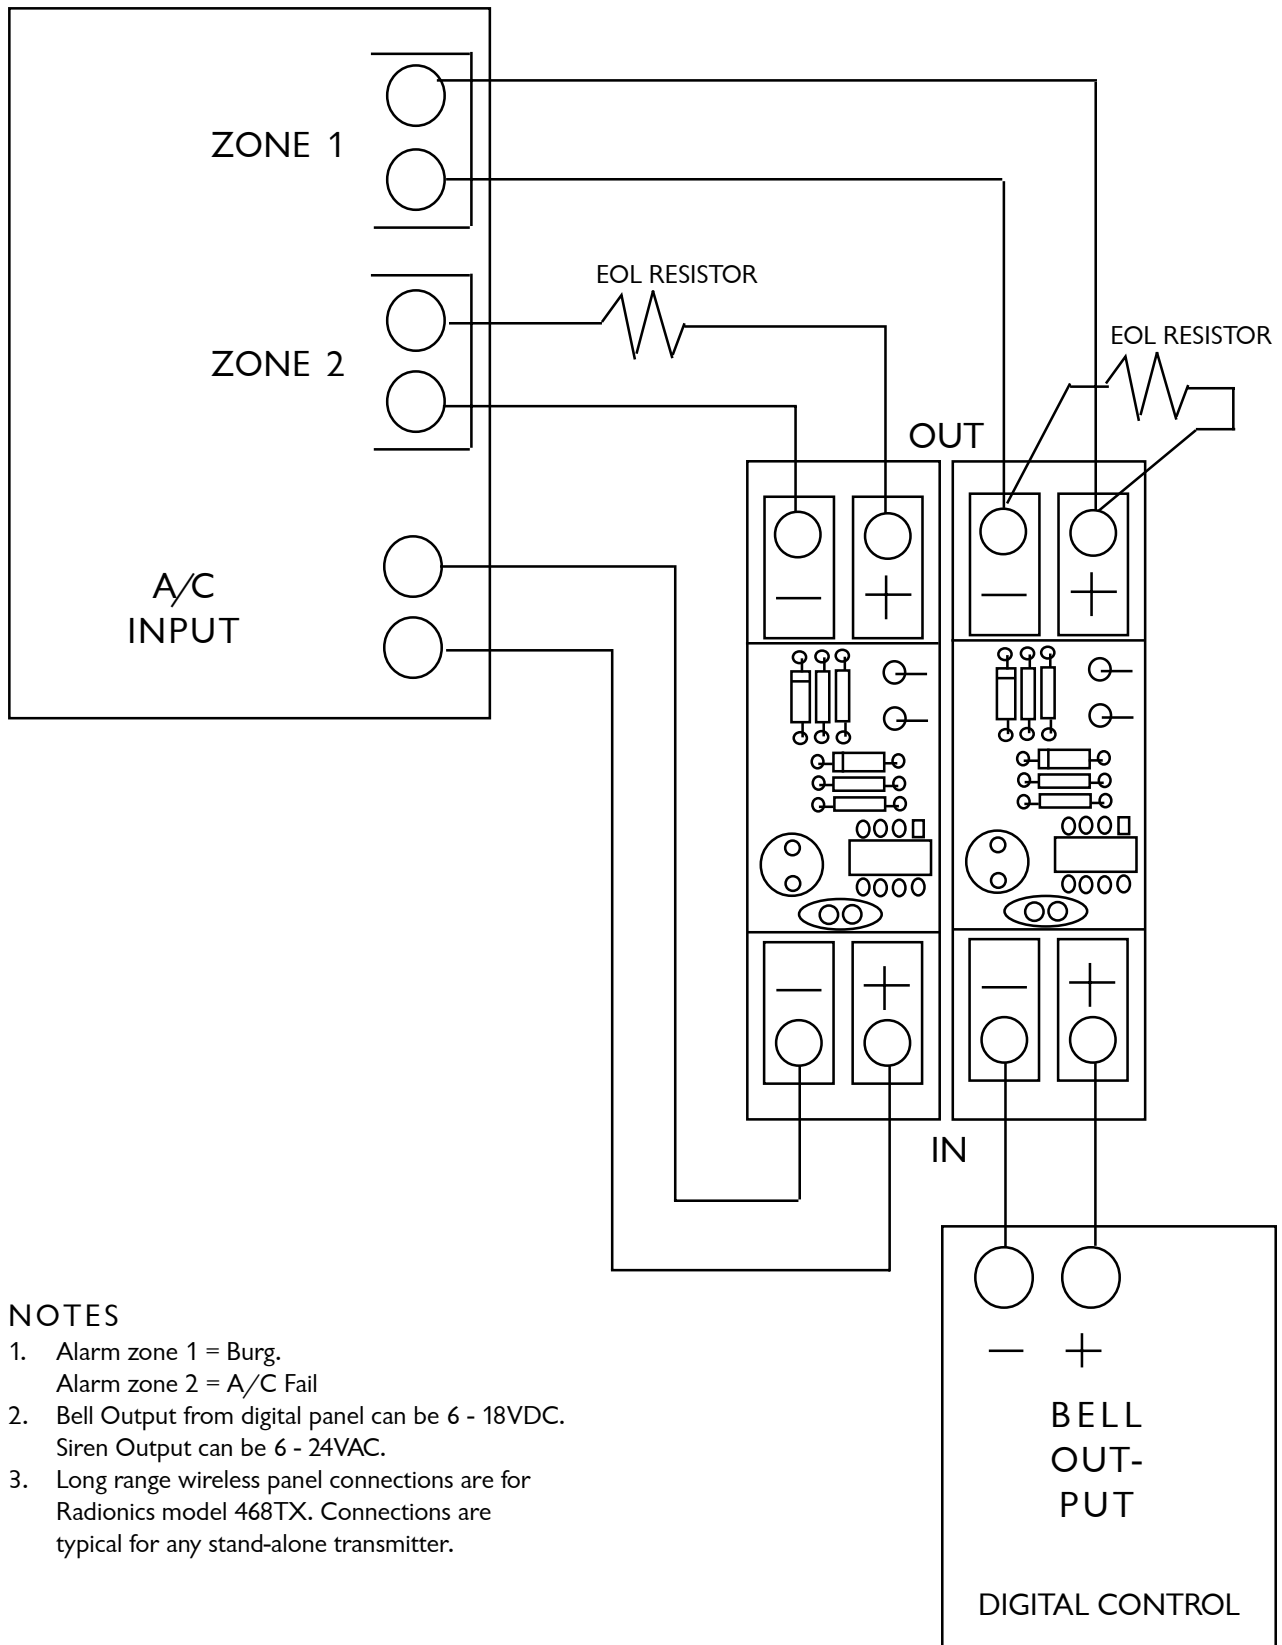 ZONE 1
EOL RESISTOR
ZONE 2
EOL RESISTOR
OUT
A/C
INPUT
— + — +
— + — +
IN
— +
BELL
OUT-
PUT
DIGITAL CONTROL
NOTES
1. Alarm zone 1 = Burg.
Alarm zone 2 = A/C Fail
2. Bell Output from digital panel can be 6 - 18VDC.
Siren Output can be 6 - 24VAC.
3. Long range wireless panel connections are for
Radionics model 468TX. Connections are
typical for any stand-alone transmitter.